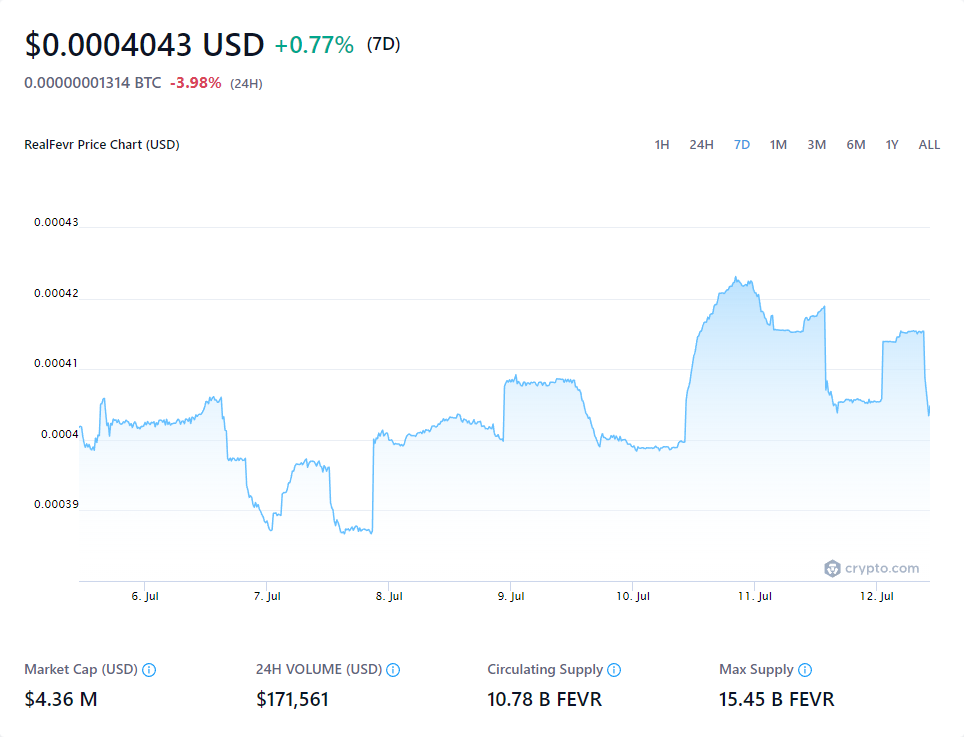 $0.0004043 USD +0.77% (7D)
0.00000001314 BTC -3.98% (24H)
RealFevr Price Chart (USD) 1H 24H 7D 1M 3M 6M 1Y ALL
0.00043
0.00042
0.00041
0.0004
0.00039
crypto.com
6. Jul 7. Jul 8. Jul 9. Jul 10. Jul 11. Jul 12. Jul
Market Cap (USD) 24H VOLUME (USD) Circulating Supply Max Supply
$4.36 M $171,561 10.78 B FEVR 15.45 B FEVR